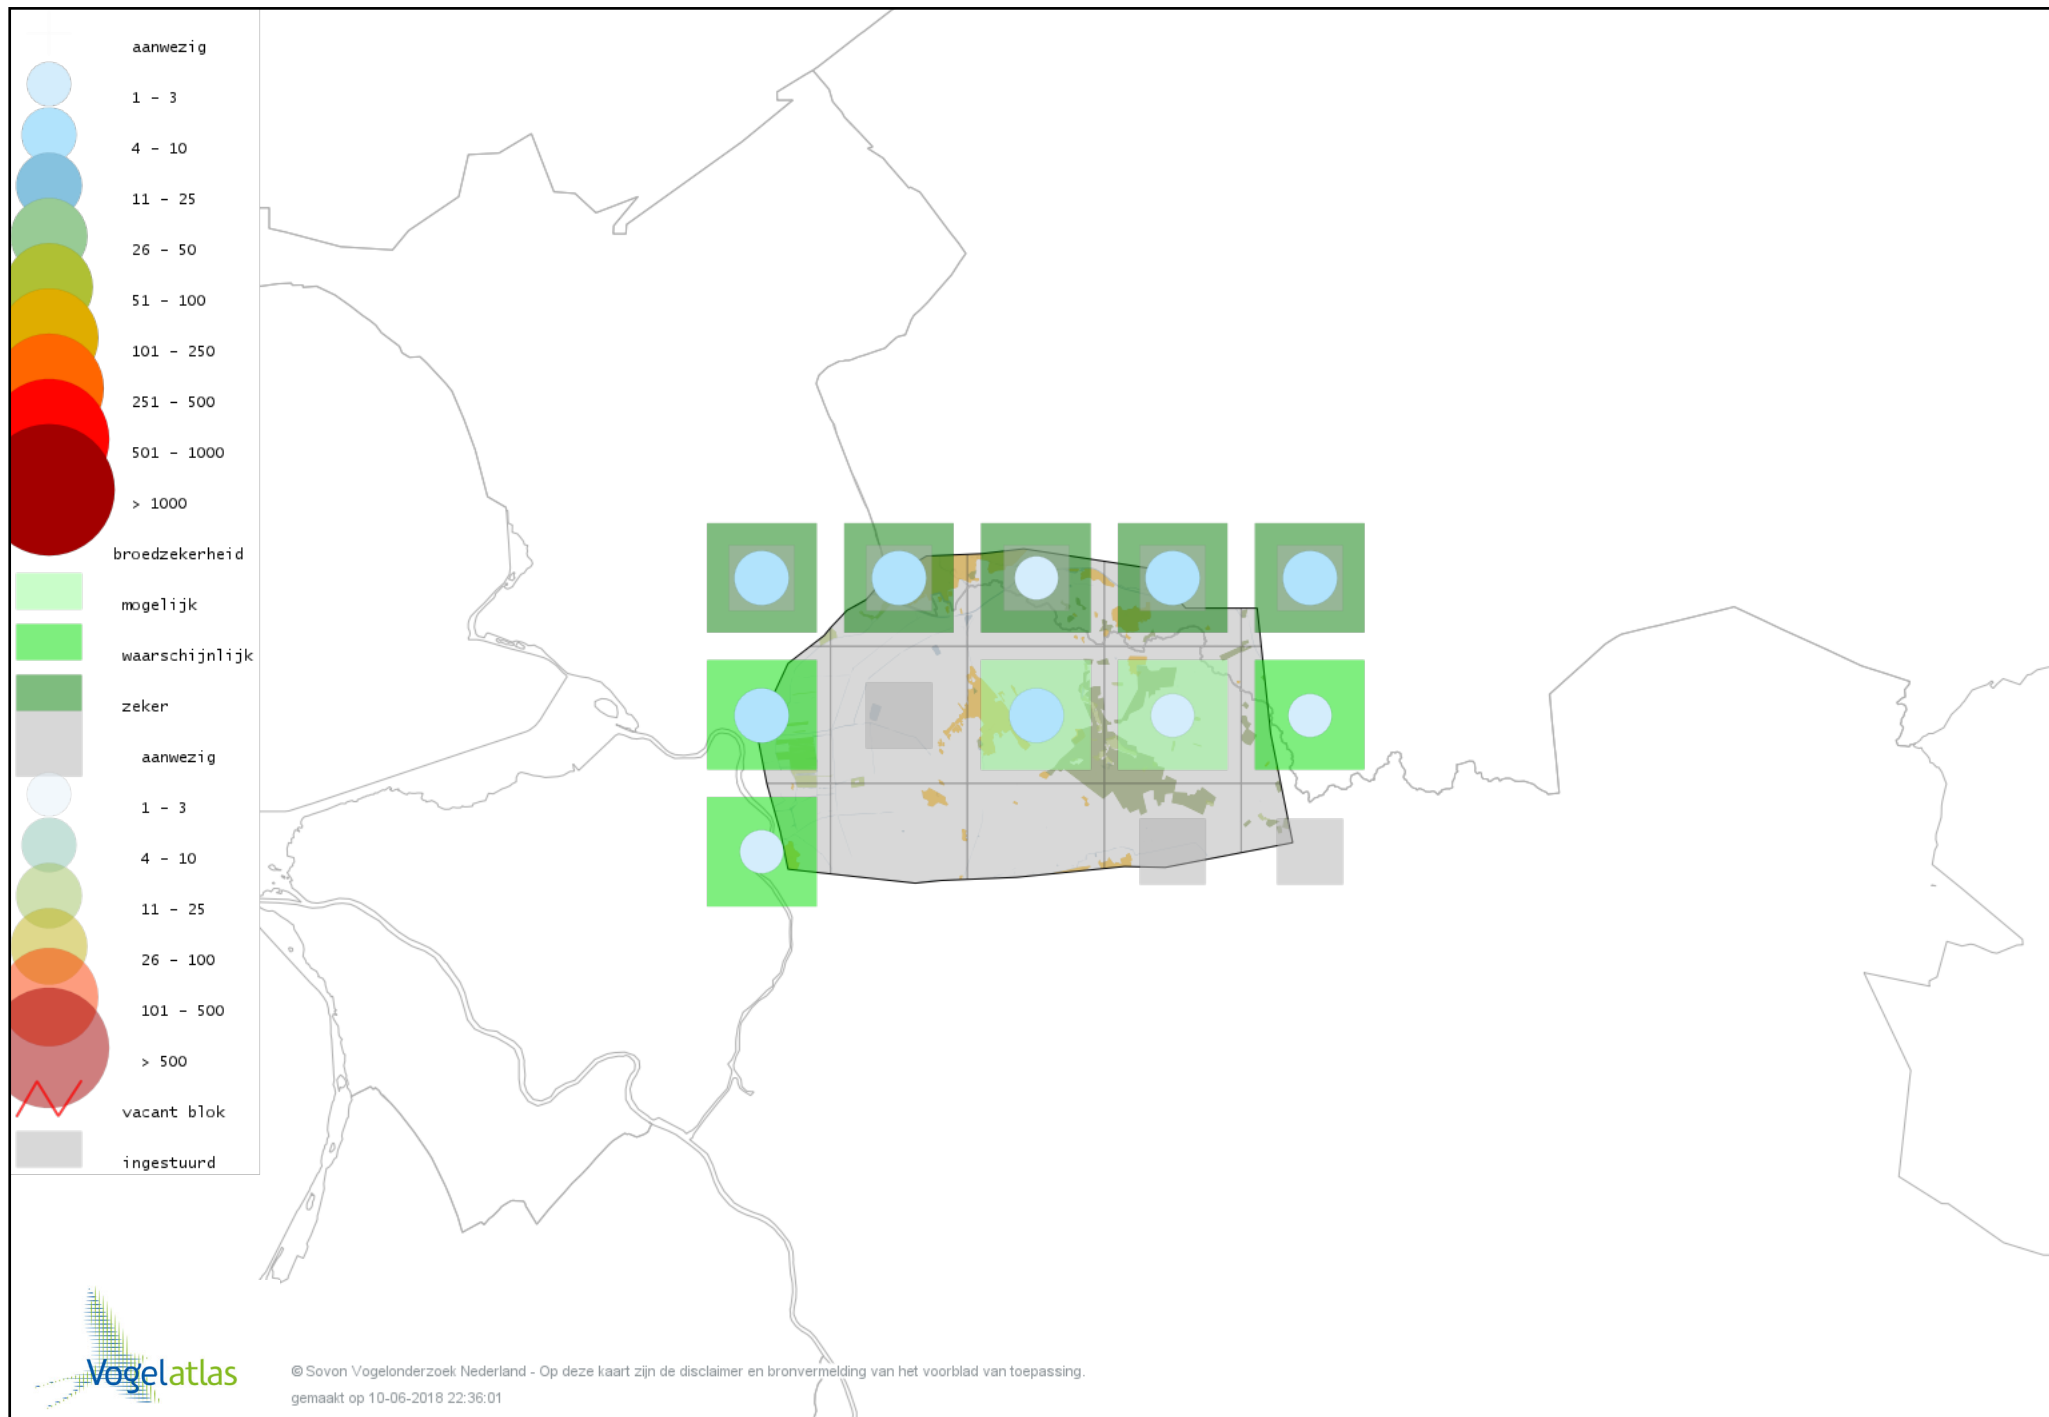 aanwezig
1 - 3
4 - 10
11 - 25
26 - 50
51 - 100
101 - 250
251 - 500
501 - 1000
> 1000
broedzekerheid
mogelijk
waarschijnlijk
zeker
aanwezig
1 - 3
4 - 10
11 - 25
26 - 100
101 - 500
> 500
vacant blok
ingestuurd
Vogelatlas
© Sovon Vogelonderzoek Nederland - Op deze kaart zijn de disclaimer en bronvermelding van het voorblad van toepassing.
gemaakt op 10-06-2018 22:36:01